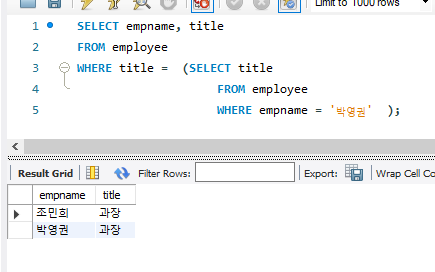 Limit to 1000 rows
1 SELECT empname, title
2 FROM employee
3 WHERE title = (SELECT title
4 FROM employee
5 WHERE empname = '박영권' );
Result Grid Filter Rows: Export: Wrap Cell Co
empname title
조민희 과장
박영권 과장